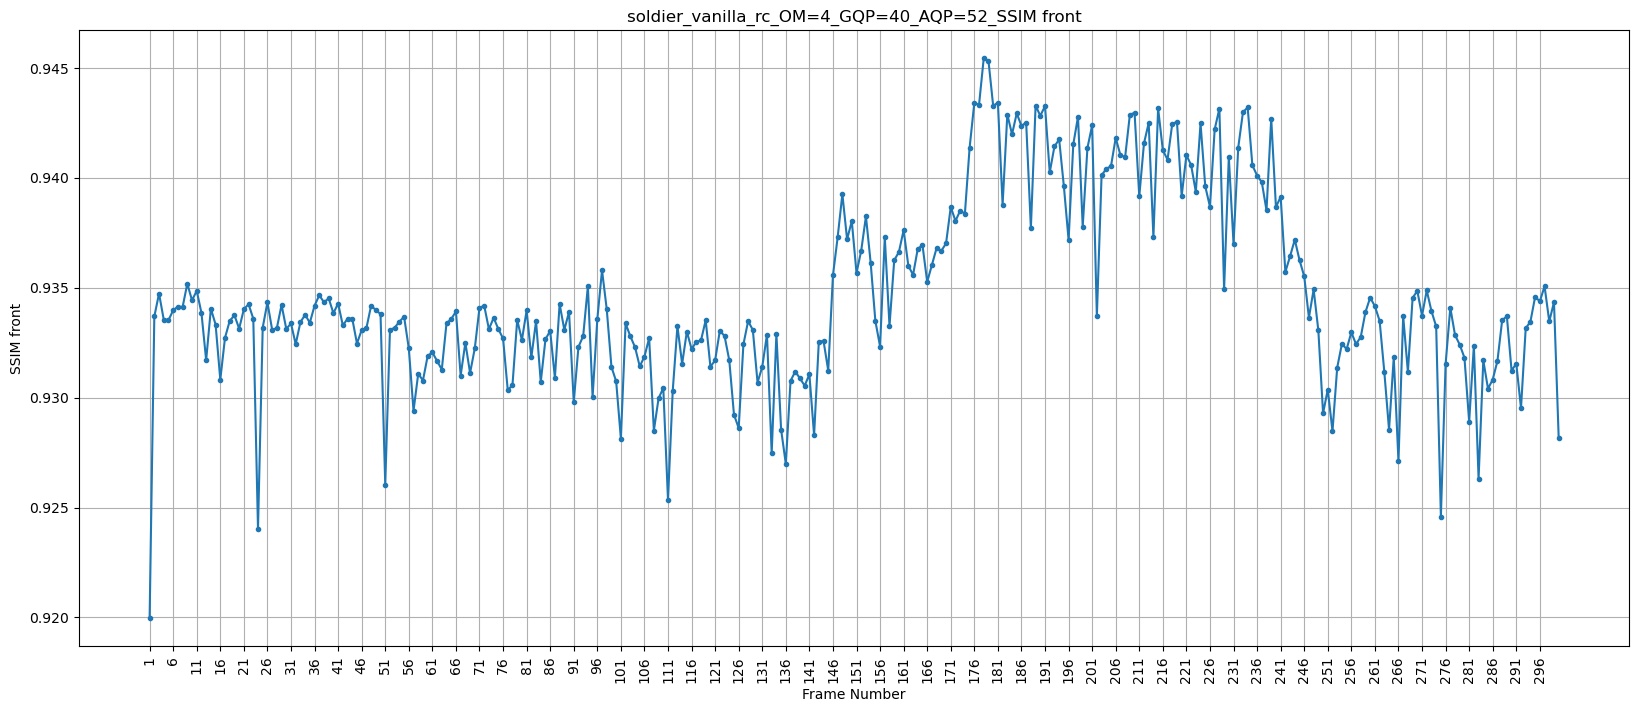 soldier_vanilla_rc_OM=4_GQP=40_AQP=52_SSIM front
SSIM front
0.945
0.940
0.935
0.930
0.925
0.920
1 6 11 16 21 26 31 36 41 46 51 56 61 66 71 76 81 86 91 96 101 106 111 116 121 126 131 136 141 146 151 156 161 166 171 176 181 186 191 196 201 206 211 216 221 226 231 236 241 246 251 256 261 266 271 276 281 286 291 296
Frame Number